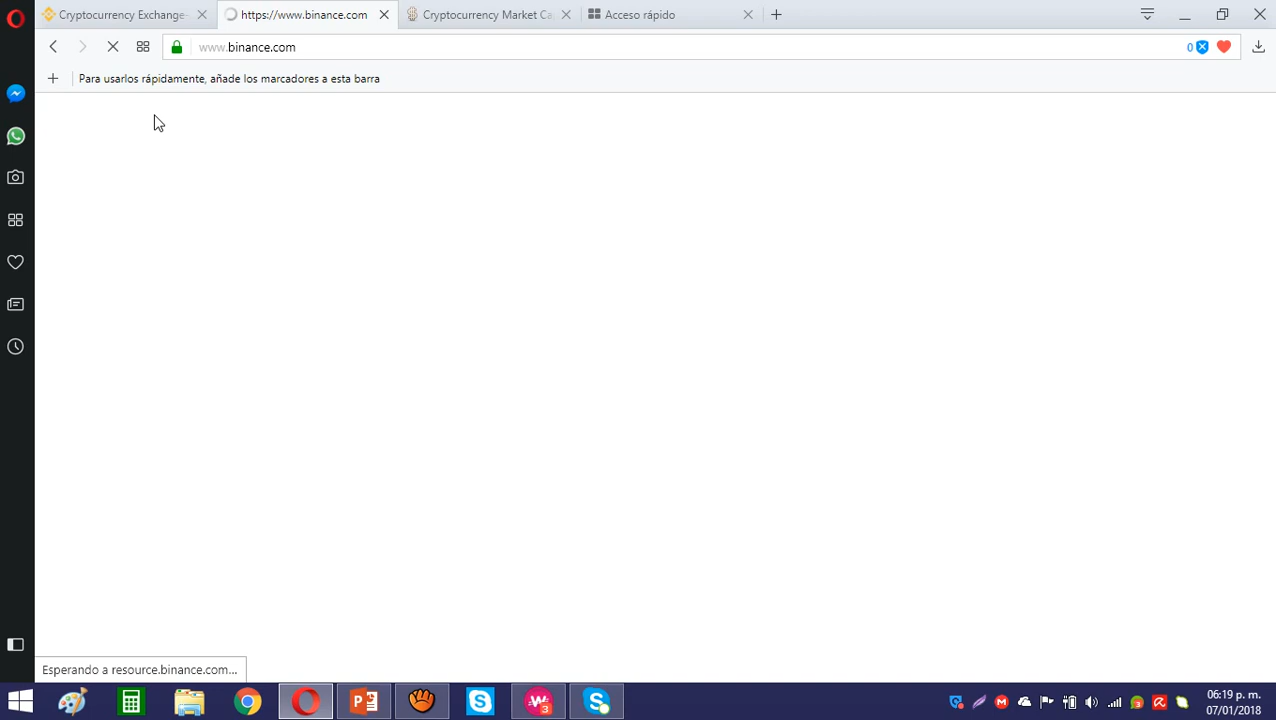 Cryptocurrency Exchange
https://www.binance.com
Cryptocurrency Market Ca
Acceso rápido
www.binance.com
0
Para usarlos rápidamente, añade los marcadores a esta barra
Esperando a resource.binance.com...
06:19 p. m.
07/01/2018